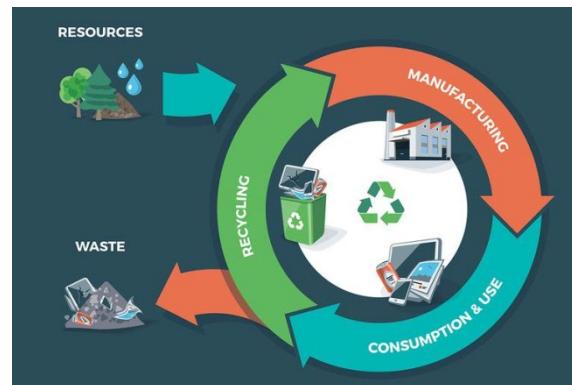 RESOURCES
MANUFACTURING
RECYCLING
WASTE
CONSUMPTION & USE